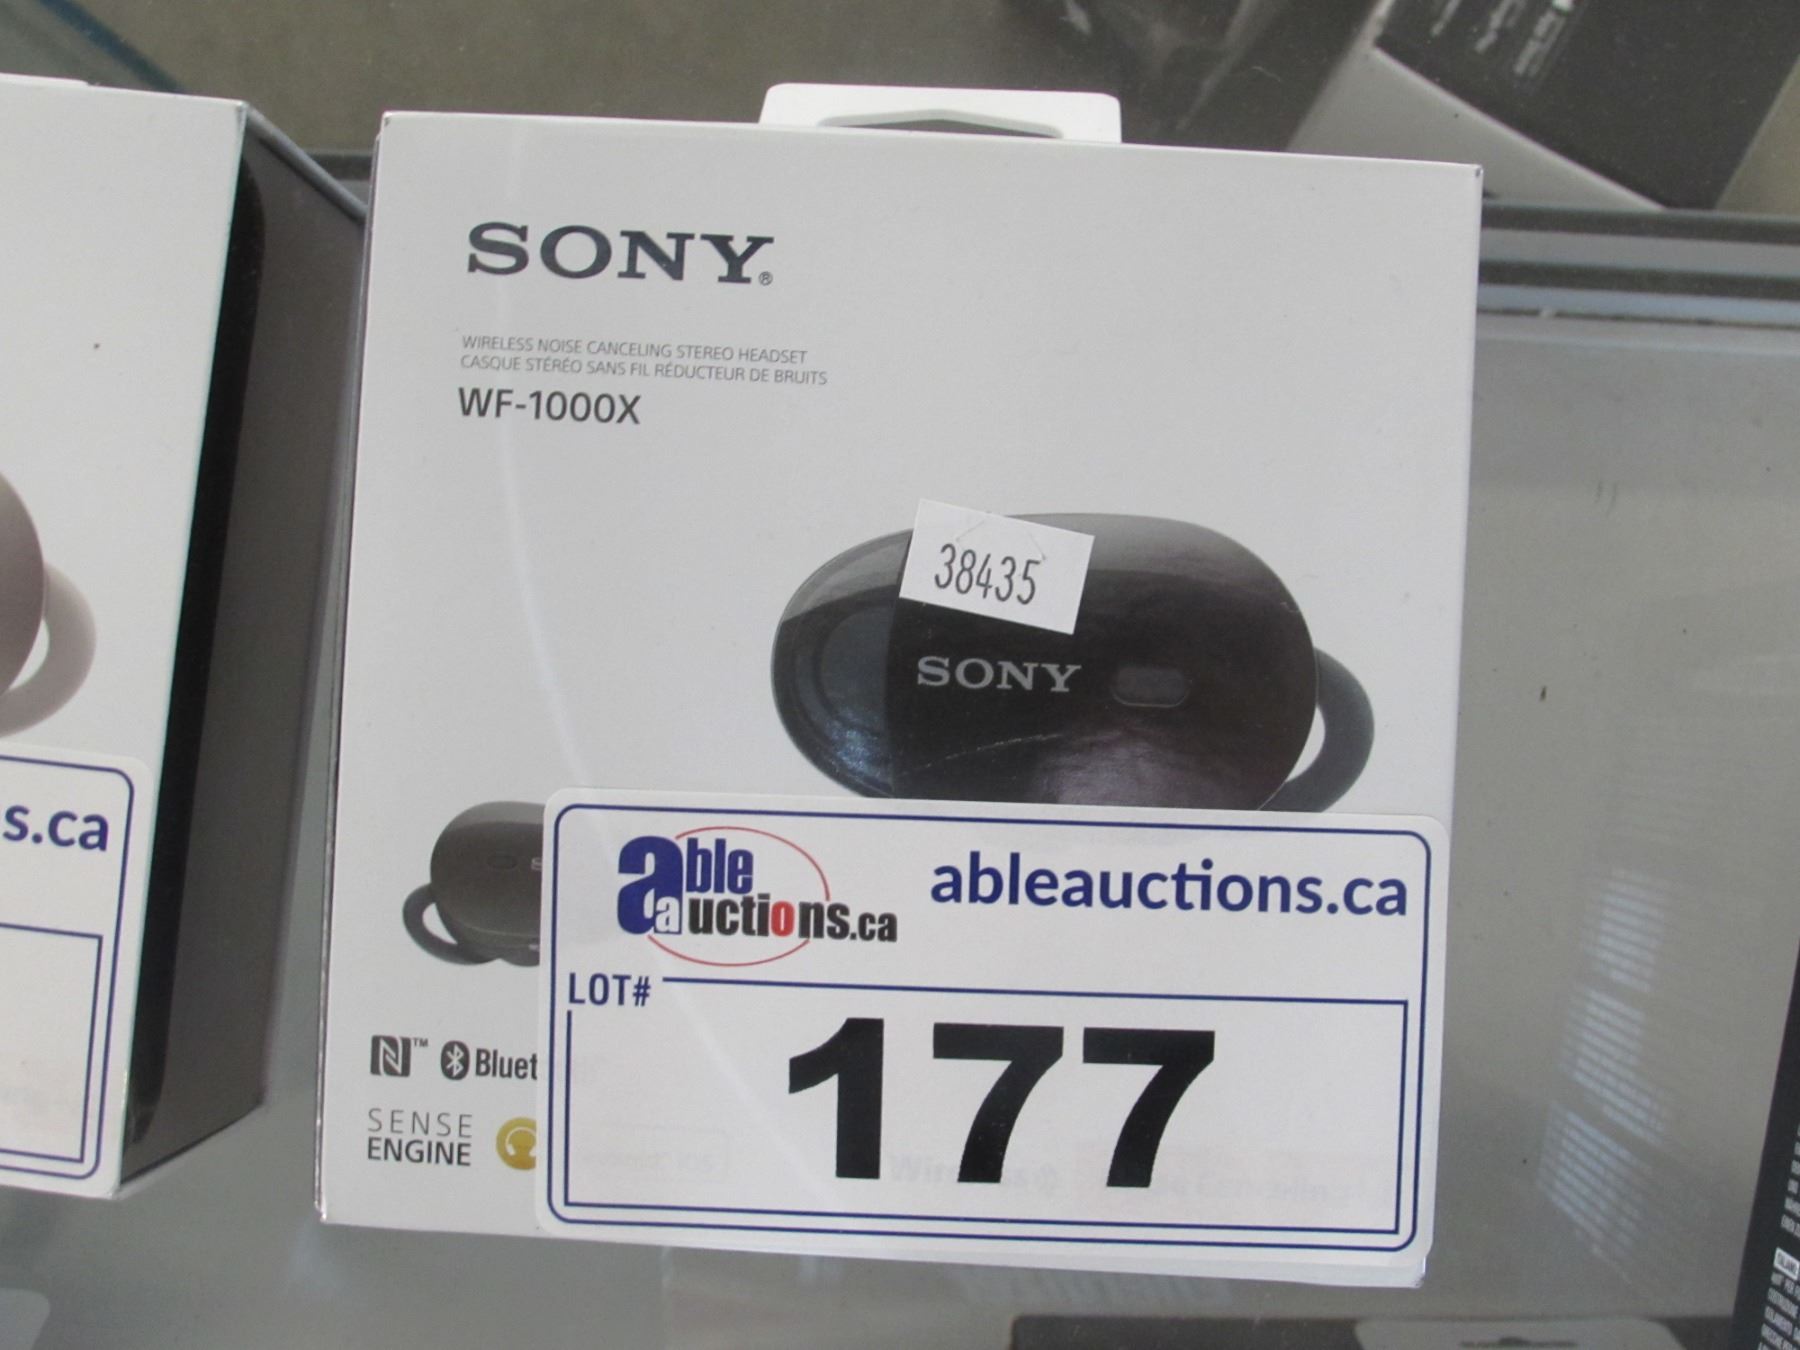 SONY®
WIRELESS NOISE CANCELING STEREO HEADSET
CASQUE STÉRÉO SANS FIL RÉDUCTEUR DE BRUITS
WF-1000X
38435
SONY
s.ca
able auctions.ca
ableauctions.ca
LOT#
177
N™ Bluet
SENSE
ENGINE